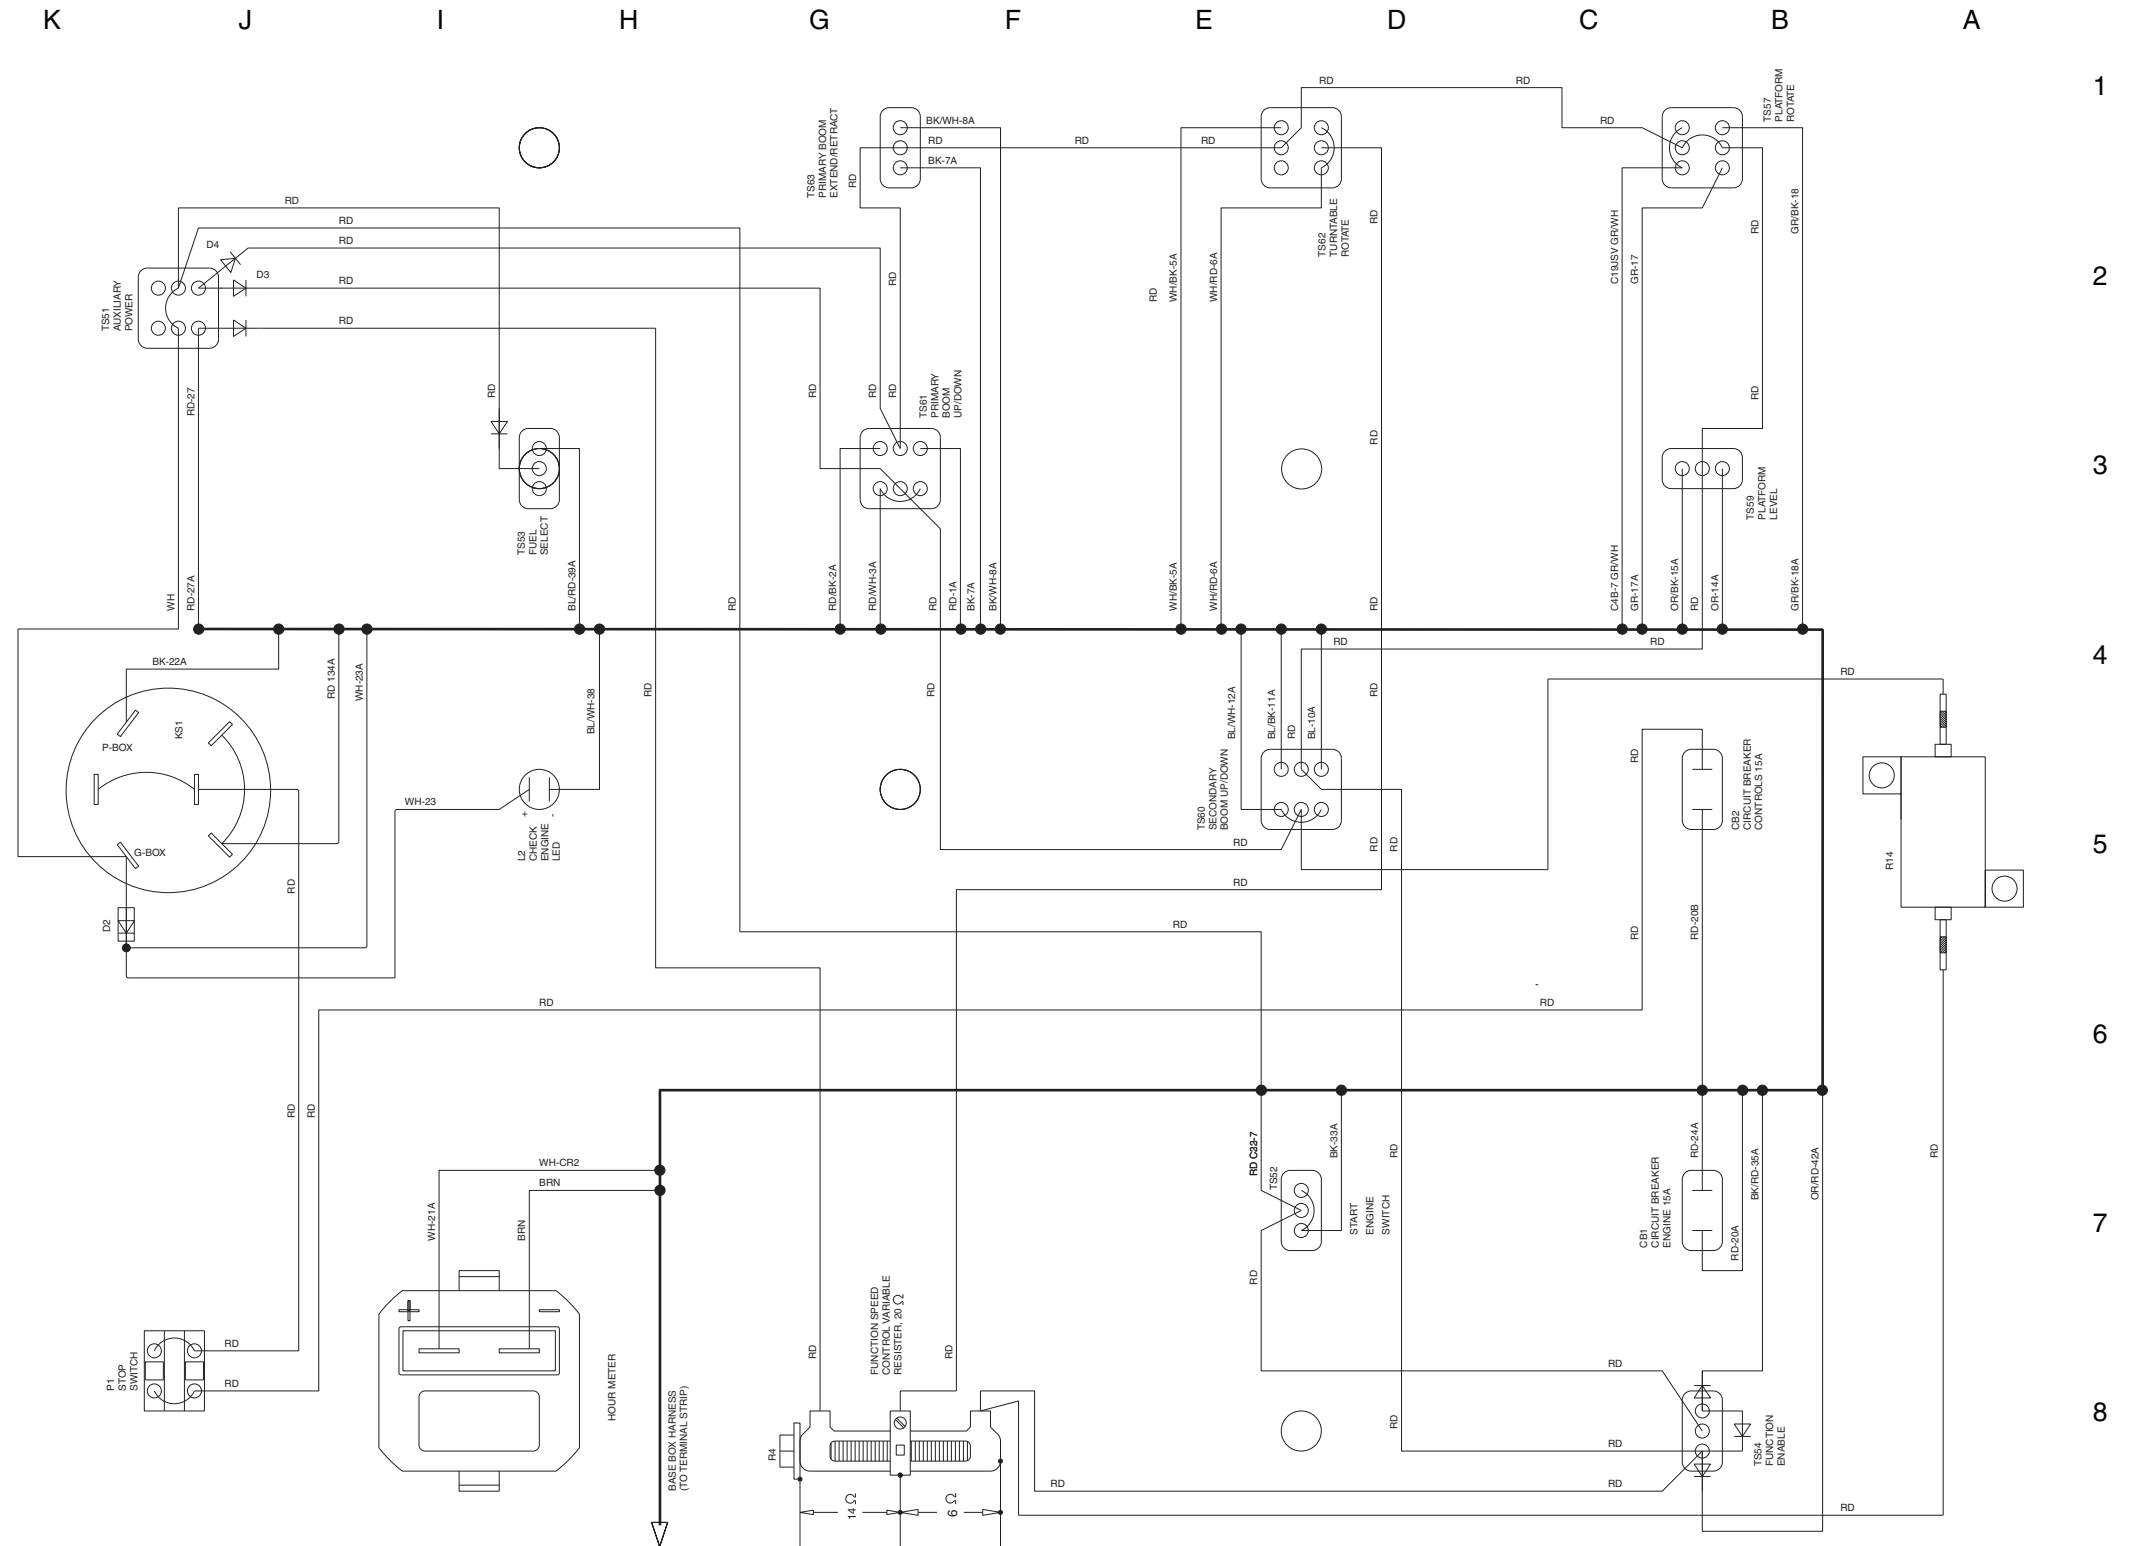 K J I H G F E D C B A
1
2
3
4
5
6
7
8
RD
RD
RD
TS57
PLATFORM
ROTATE
TS63
PRIMARY BOOM
EXTEND/RETRACT
BK/WH-8A
RD
BK-7A
RD
RD
RD
TS62
TURNTABLE
ROTATE
RD
RD
RD
RD
D4
D3
RD
RD
TS51
AUXILIARY
POWER
RD
RD
WH/BK-5A
WH/RD-6A
C19JSV GR/WH
GR-17
RD
GR/BK-18
RD-27
RD
RD
RD
RD
TS61
PRIMARY
BOOM
UP/DOWN
RD
RD
TS53
FUEL
SELECT
TS59
PLATFORM
LEVEL
WH
RD-27A
BL/RD-39A
RD
RD/BK-2A
RD/WH-3A
RD
RD-1A
BK-7A
BK/WH-8A
WH/BK-5A
WH/RD-6A
RD
C4B-7 GR/WH
GR-17A
OR/BK-15A
RD
OR-14A
GR/BK-18A
BK-22A
RD 134A
WH-23A
BL/WH-38
RD
RD
BL/WH-12A
BL/BK-11A
RD
BL-10A
RD
RD
RD
RD
P-BOX
KS1
G-BOX
WH-23
+
-
L2
CHECK
ENGINE
LED
TS60
SECONDARY
BOOM UP/DOWN
RD
RD
RD
RD
RD
CB2
CIRCUIT BREAKER
CONTROLS 15A
R14
D2
RD
RD
RD
RD-20B
RD
RD
-
RD
RD
WH-CR2
BRN
WH-21A
BRN
RD C33-7
TS52
BK-33A
START
ENGINE
SWITCH
RD
RD
CB1
CIRCUIT BREAKER
ENGINE 15A
RD-24A
RD-20A
BK/RD-35A
OR/RD-42A
RD
P1
STOP
SWITCH
RD
RD
+
-
HOUR METER
BASE BOX HARNESS
(TO TERMINAL STRIP)
RD
FUNCTION SPEED
CONTROL VARIABLE
RESISTER, 20 Ω
RD
R4
14 Ω
6 Ω
RD
RD
RD
RD
RD
RD
TS54
FUNCTION
ENABLE